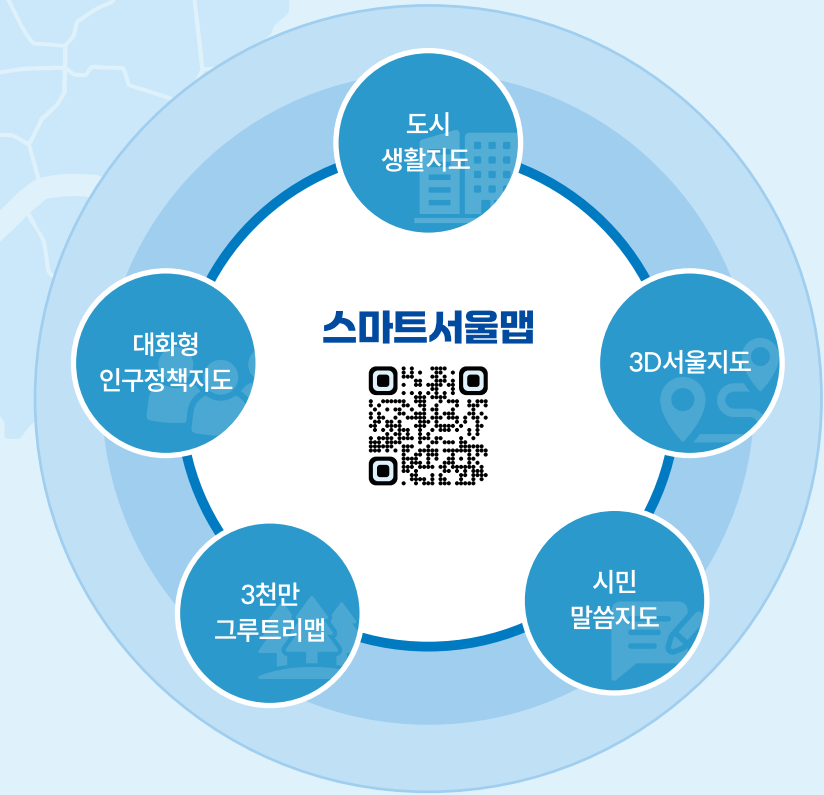 도시
생활지도
대화형
인구정책지도
스마트서울맵
3D서울지도
3천만
그루트리맵
시민
말씀지도